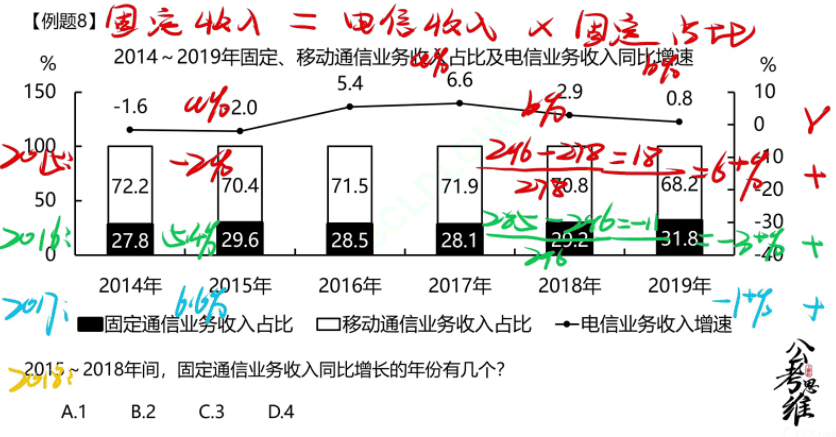 【例题8】 固定收入 = 电信收入 × 固定占比
2014～2019年固定、移动通信业务收入占比及电信业务收入同比增速
% a% b% %
150 -1.6 a% -2.0 5.4 6.6 b% 2.9 0.8 10
0 Y
100 -10
2015: -2% 246-278=18 =6+% +
278
72.2 70.4 71.5 71.9 70.8 68.2 -20
50 -30
2016: 5.4% 285-246=-11 =-3+% +
246
27.8 29.6 28.5 28.1 29.2 31.8
0 -40
2014年 2015年 2016年 2017年 2018年 2019年
2017: 6.6% -1+% +
固定通信业务收入占比 移动通信业务收入占比 电信业务收入增速
2018:
2015～2018年间，固定通信业务收入同比增长的年份有几个？
A.1 B.2 C.3 D.4
公考思维